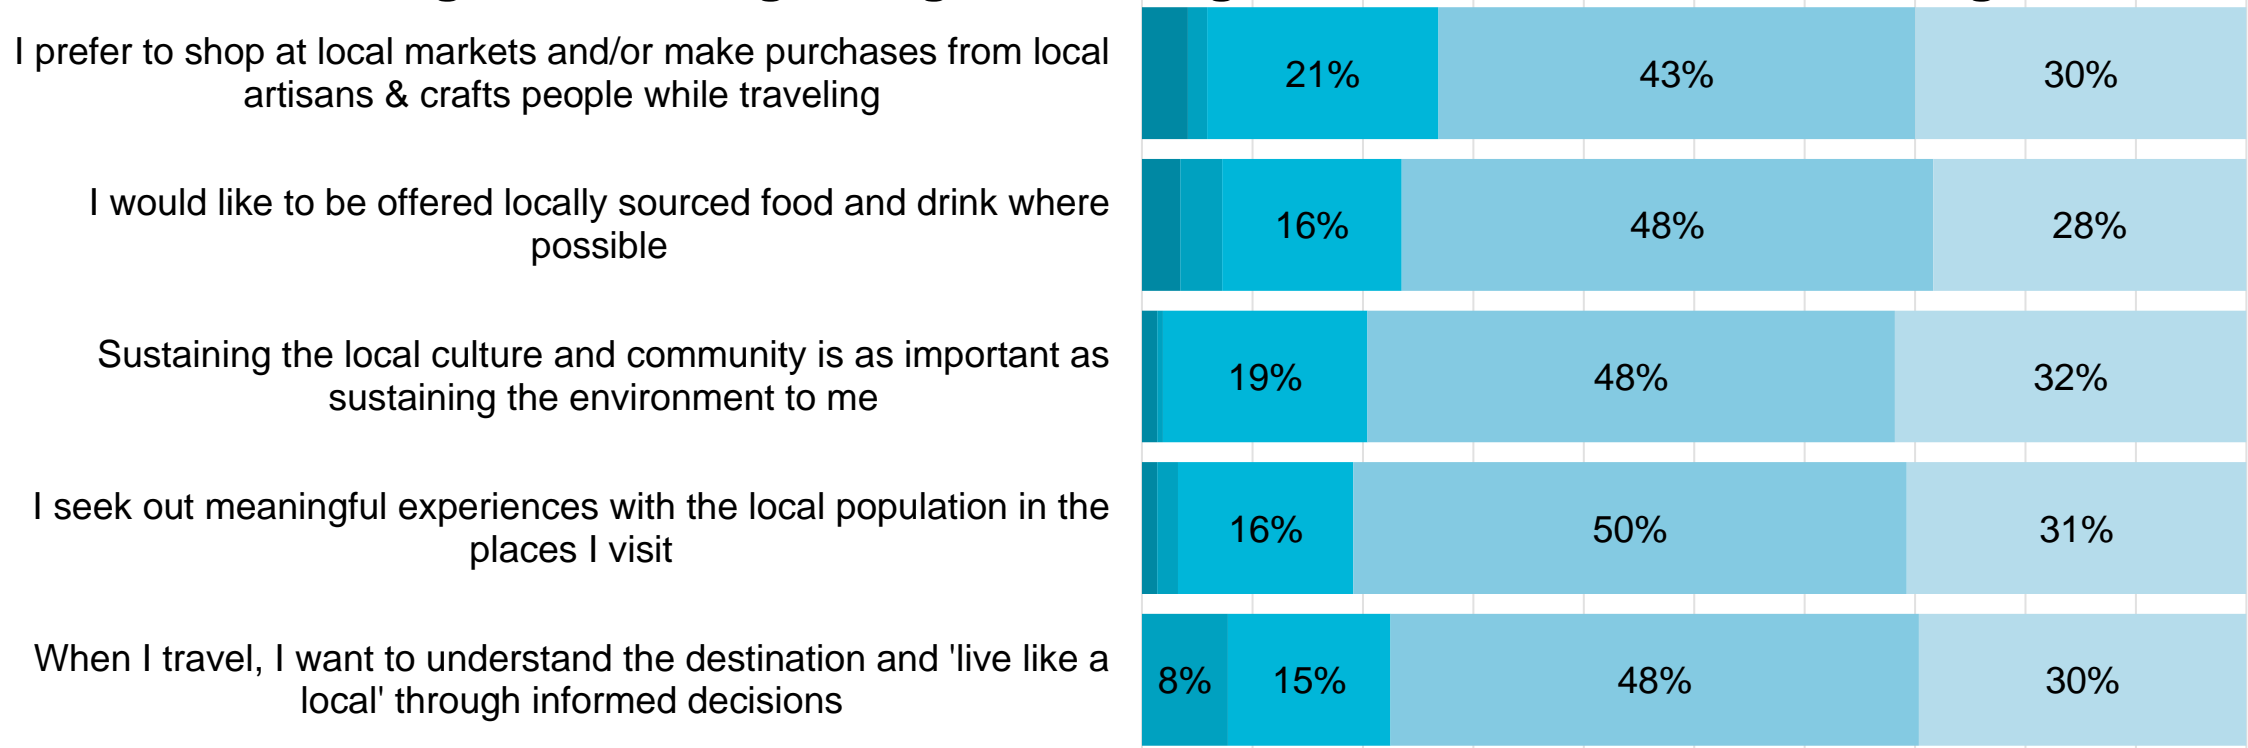 I prefer to shop at local markets and/or make purchases from local
artisans & crafts people while traveling
21% 43% 30%
I would like to be offered locally sourced food and drink where
possible
16% 48% 28%
Sustaining the local culture and community is as important as
sustaining the environment to me
19% 48% 32%
I seek out meaningful experiences with the local population in the
places I visit
16% 50% 31%
When I travel, I want to understand the destination and 'live like a
local' through informed decisions
8% 15% 48% 30%